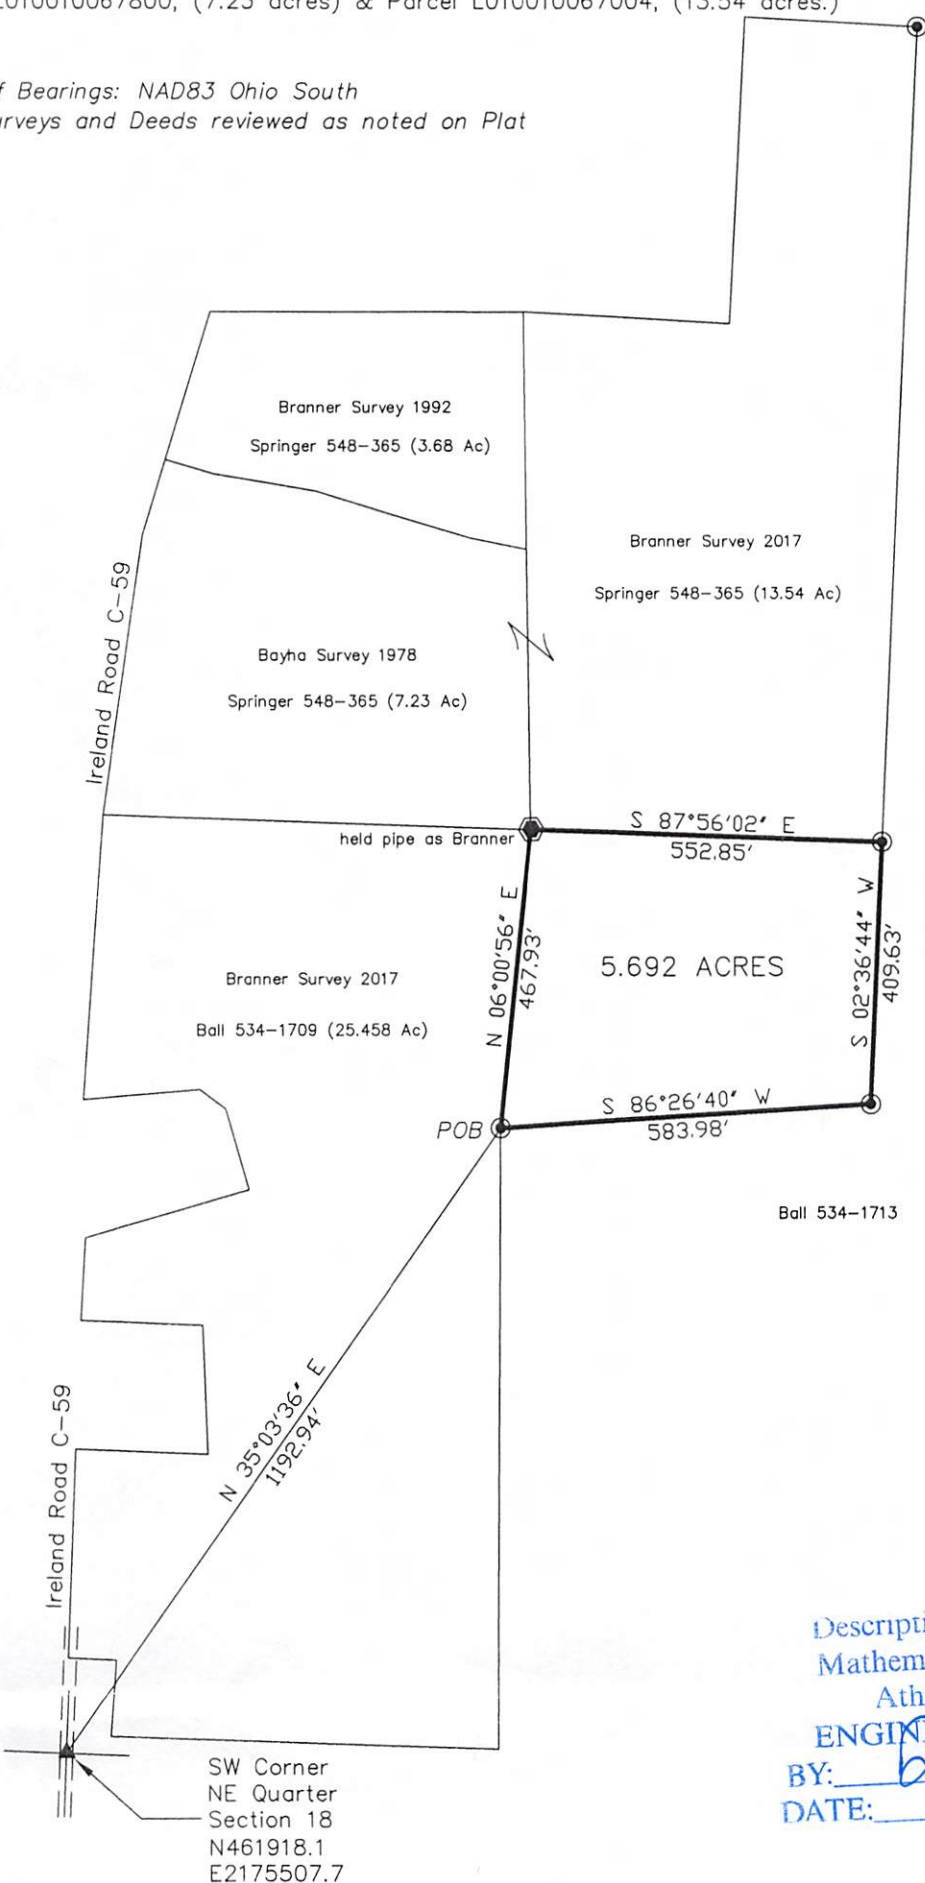 L010010067800, (7.23 acres) & Parcel L010010067004, (13.54 acres.)
f Bearings: NAD83 Ohio South
urveys and Deeds reviewed as noted on Plat
Branner Survey 1992
Springer 548-365 (3.68 Ac)
Branner Survey 2017
Springer 548-365 (13.54 Ac)
Ireland Road C-59
Bayha Survey 1978
Springer 548-365 (7.23 Ac)
N
held pipe as Branner
S 87°56'02" E
552.85'
N 06°00'56" E
467.93'
5.692 ACRES
S 02°36'44" W
409.63'
Branner Survey 2017
Ball 534-1709 (25.458 Ac)
POB
S 86°26'40" W
583.98'
Ball 534-1713
N 35°03'36" E
1192.94'
Ireland Road C-59
SW Corner
NE Quarter
Section 18
N461918.1
E2175507.7
Descripti
Mathem
Ath
ENGIN
BY:
DATE: